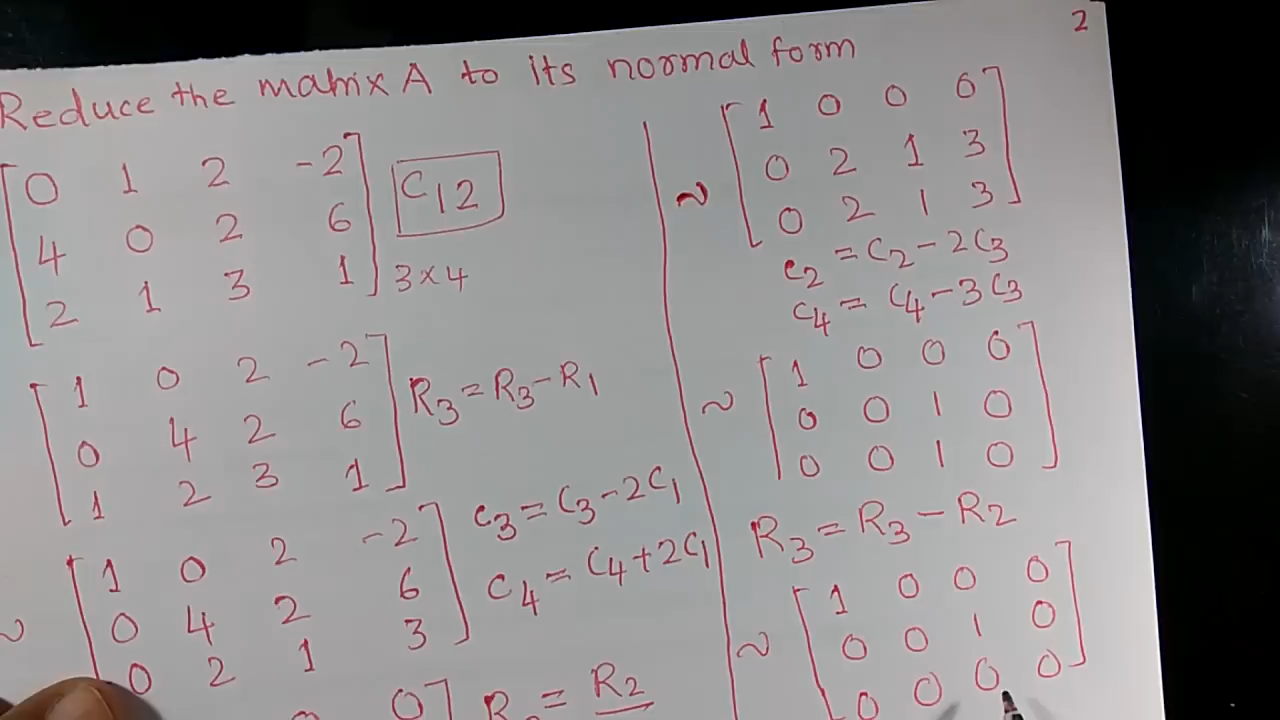 2
Reduce the matrix A to its normal form
0 1 2 -2
4 0 2 6
2 1 3 1
3×4
C12
1 0 2 -2
0 4 2 6
1 2 3 1
R3 = R3 - R1
~
1 0 2 -2
0 4 2 6
0 2 1 3
C3 = C3 - 2C1
C4 = C4 + 2C1
0
= R2
~
1 0 0 0
0 2 1 3
0 2 1 3
C2 = C2 - 2C3
C4 = C4 - 3C3
~
1 0 0 0
0 0 1 0
0 0 1 0
R3 = R3 - R2
~
1 0 0 0
0 0 1 0
0 0 0 0